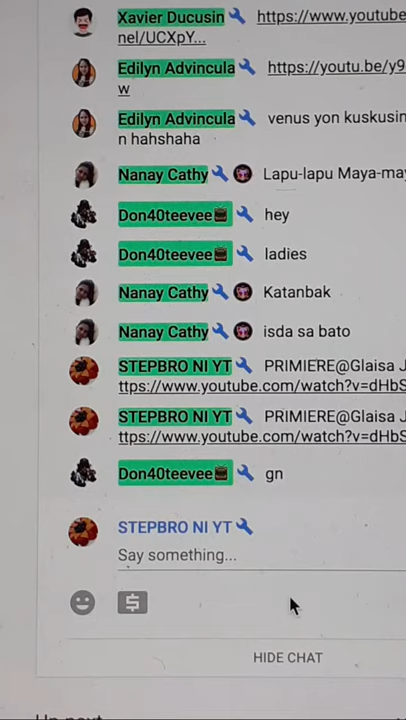 Xavier Ducusin https://www.youtube
nel/UCXpY...
Edilyn Advincula https://youtu.be/y9
w
Edilyn Advincula venus yon kuskusin
n hahshaha
Nanay Cathy Lapu-lapu Maya-may
Don40teevee hey
Don40teevee ladies
Nanay Cathy Katanbak
Nanay Cathy isda sa bato
STEPBRO NI YT PRIMIERE@Glaisa J
ttps://www.youtube.com/watch?v=dHbS
STEPBRO NI YT PRIMIERE@Glaisa J
ttps://www.youtube.com/watch?v=dHbS
Don40teevee gn
STEPBRO NI YT
Say something...
HIDE CHAT
Up next